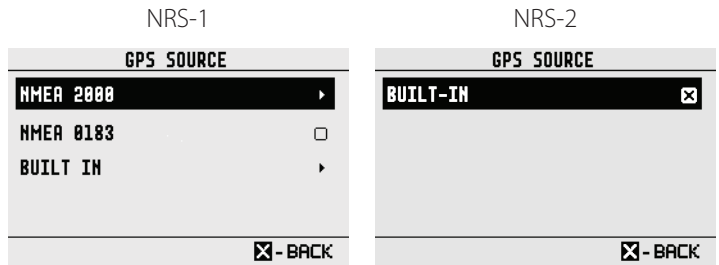 NRS-1
GPS SOURCE
NMEA 2000
NMEA 0183
BUILT IN
X - BACK
NRS-2
GPS SOURCE
BUILT-IN
X - BACK